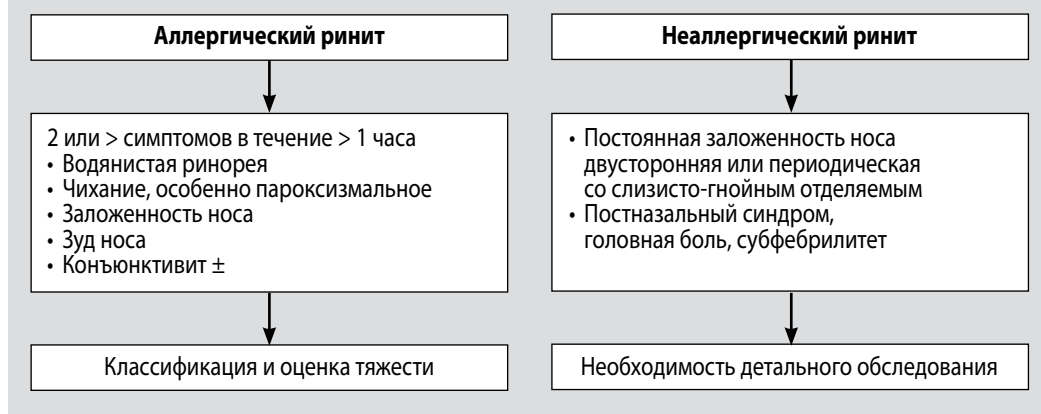 Аллергический ринит
2 или > симптомов в течение > 1 часа
• Водянистая ринорея
• Чихание, особенно пароксизмальное
• Заложенность носа
• Зуд носа
• Конъюнктивит ±
Классификация и оценка тяжести
Неаллергический ринит
• Постоянная заложенность носа
двусторонняя или периодическая
со слизисто-гнойным отделяемым
• Постназальный синдром,
головная боль, субфебрилитет
Необходимость детального обследования